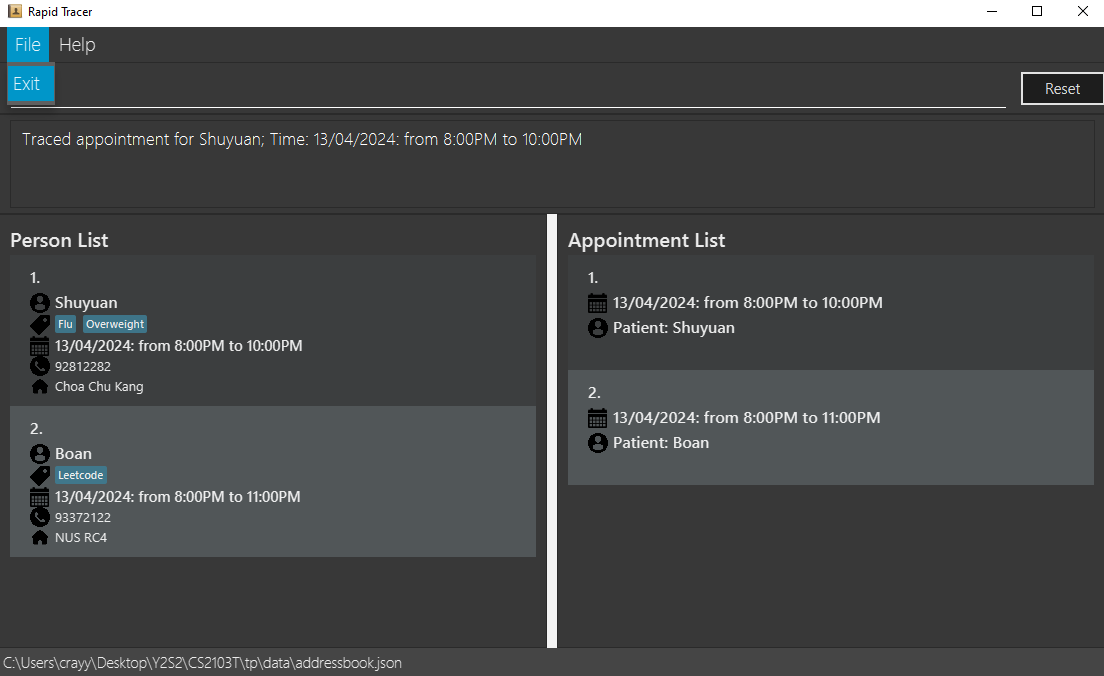 Rapid Tracer
File Help
Exit
Reset
Traced appointment for Shuyuan; Time: 13/04/2024: from 8:00PM to 10:00PM
Person List
1.
Shuyuan
Flu Overweight
13/04/2024: from 8:00PM to 10:00PM
92812282
Choa Chu Kang
2.
Boan
Leetcode
13/04/2024: from 8:00PM to 11:00PM
93372122
NUS RC4
Appointment List
1.
13/04/2024: from 8:00PM to 10:00PM
Patient: Shuyuan
2.
13/04/2024: from 8:00PM to 11:00PM
Patient: Boan
C:\Users\crayy\Desktop\Y2S2\CS2103T\tp\data\addressbook.json